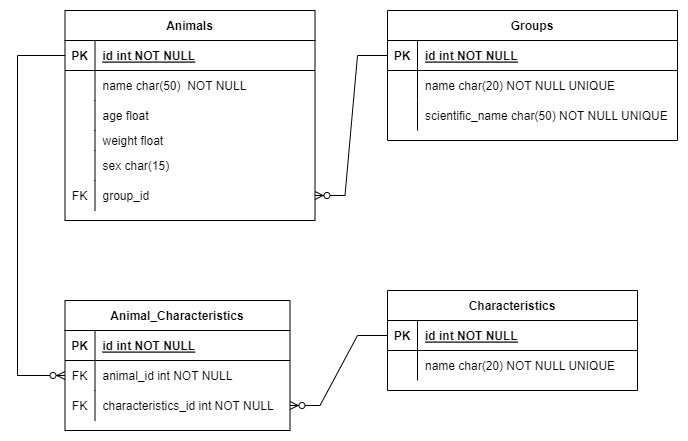 Animals
PK id int NOT NULL
name char(50) NOT NULL
age float
weight float
sex char(15)
FK group_id
Groups
PK id int NOT NULL
name char(20) NOT NULL UNIQUE
scientific_name char(50) NOT NULL UNIQUE
Animal_Characteristics
PK id int NOT NULL
FK animal_id int NOT NULL
FK characteristics_id int NOT NULL
Characteristics
PK id int NOT NULL
name char(20) NOT NULL UNIQUE